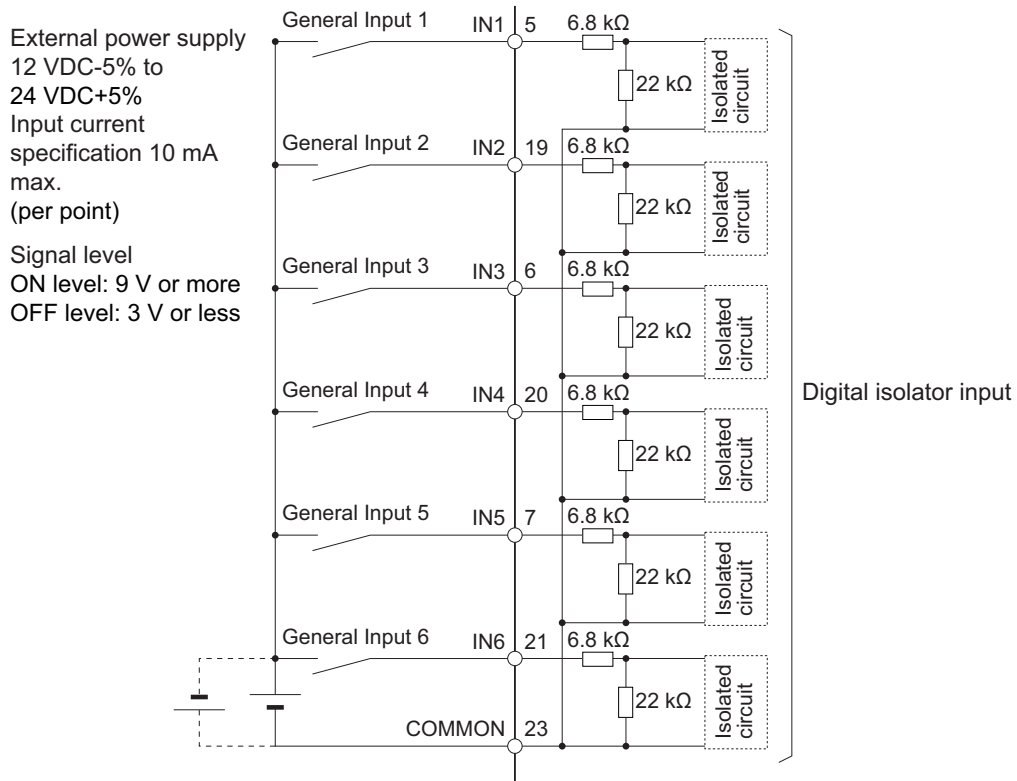 External power supply
12 VDC-5% to
24 VDC+5%
Input current
specification 10 mA
max.
(per point)
Signal level
ON level: 9 V or more
OFF level: 3 V or less
General Input 1 IN1 5 6.8 kΩ
22 kΩ
Isolated
circuit
General Input 2 IN2 19 6.8 kΩ
22 kΩ
Isolated
circuit
General Input 3 IN3 6 6.8 kΩ
22 kΩ
Isolated
circuit
General Input 4 IN4 20 6.8 kΩ
22 kΩ
Isolated
circuit
General Input 5 IN5 7 6.8 kΩ
22 kΩ
Isolated
circuit
General Input 6 IN6 21 6.8 kΩ
22 kΩ
Isolated
circuit
COMMON 23
Digital isolator input